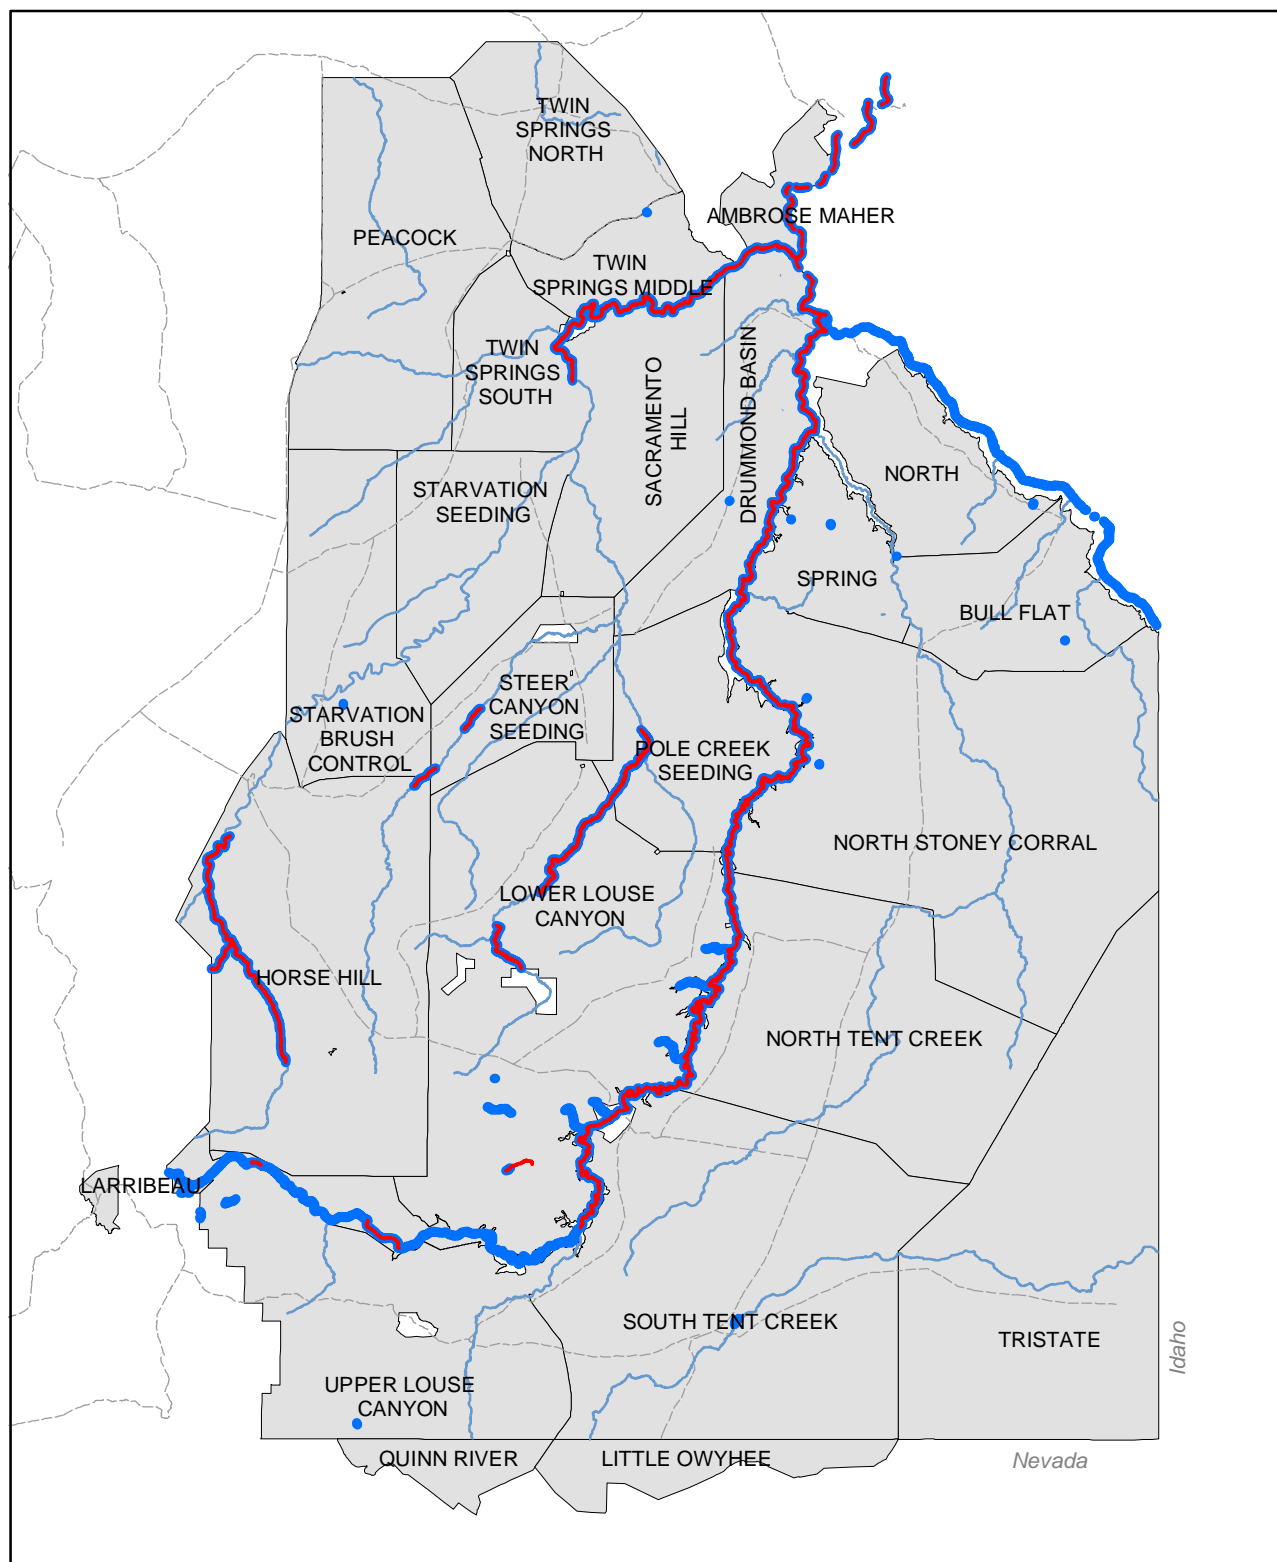 TWIN
SPRINGS
NORTH
AMBROSE MAHER
PEACOCK
TWIN
SPRINGS MIDDLE
TWIN
SPRINGS
SOUTH
SACRAMENTO
HILL
DRUMMOND BASIN
NORTH
STARVATION
SEEDING
SPRING
BULL FLAT
STEER
CANYON
SEEDING
STARVATION
BRUSH
CONTROL
POLE CREEK
SEEDING
NORTH STONEY CORRAL
LOWER LOUSE
CANYON
HORSE HILL
NORTH TENT CREEK
LARRIBEAU
SOUTH TENT CREEK
TRISTATE
Idaho
UPPER LOUSE
CANYON
QUINN RIVER
LITTLE OWYHEE
Nevada